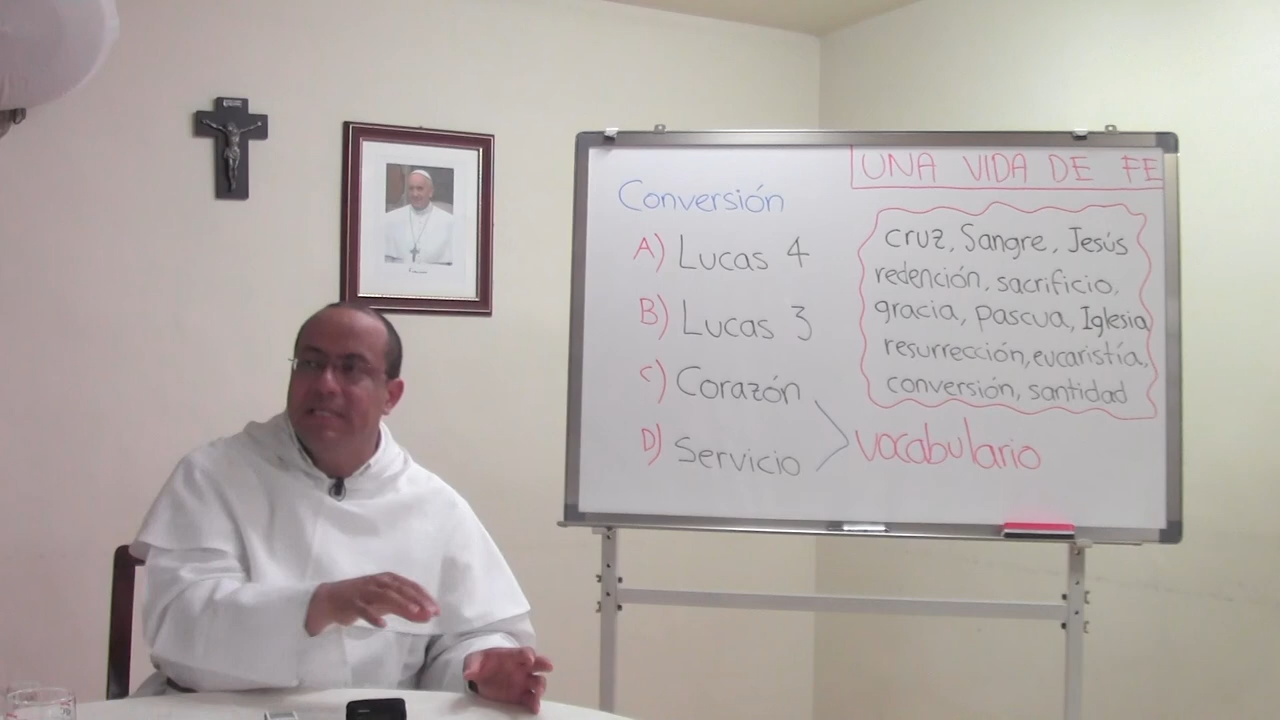 UNA VIDA DE FE
Conversión
A) Lucas 4
B) Lucas 3
C) Corazón
D) Servicio
cruz, Sangre, Jesús
redención, sacrificio,
gracia, pascua, Iglesia
resurrección, eucaristía,
conversión, santidad
vocabulario